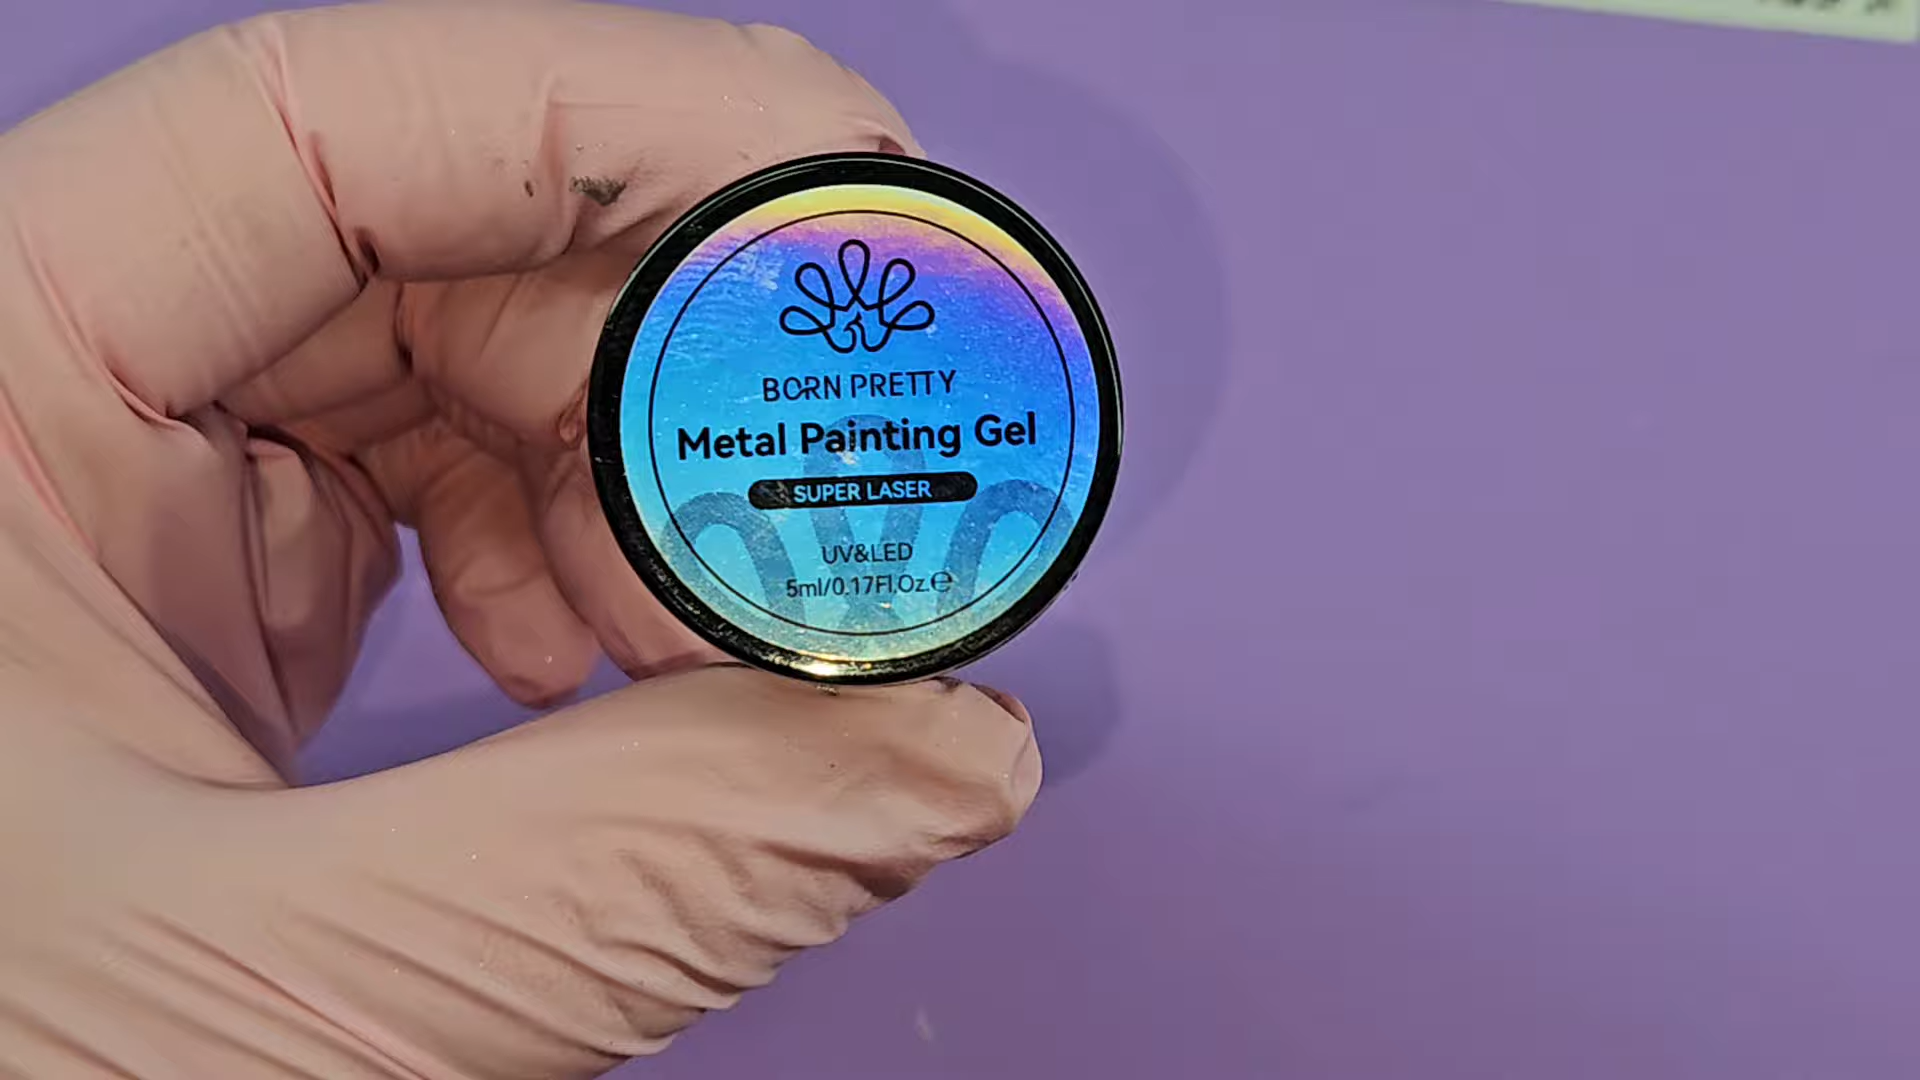 BORN PRETTY
Metal Painting Gel
SUPER LASER
UV&LED
5ml/0.17Fl.Oz.℮